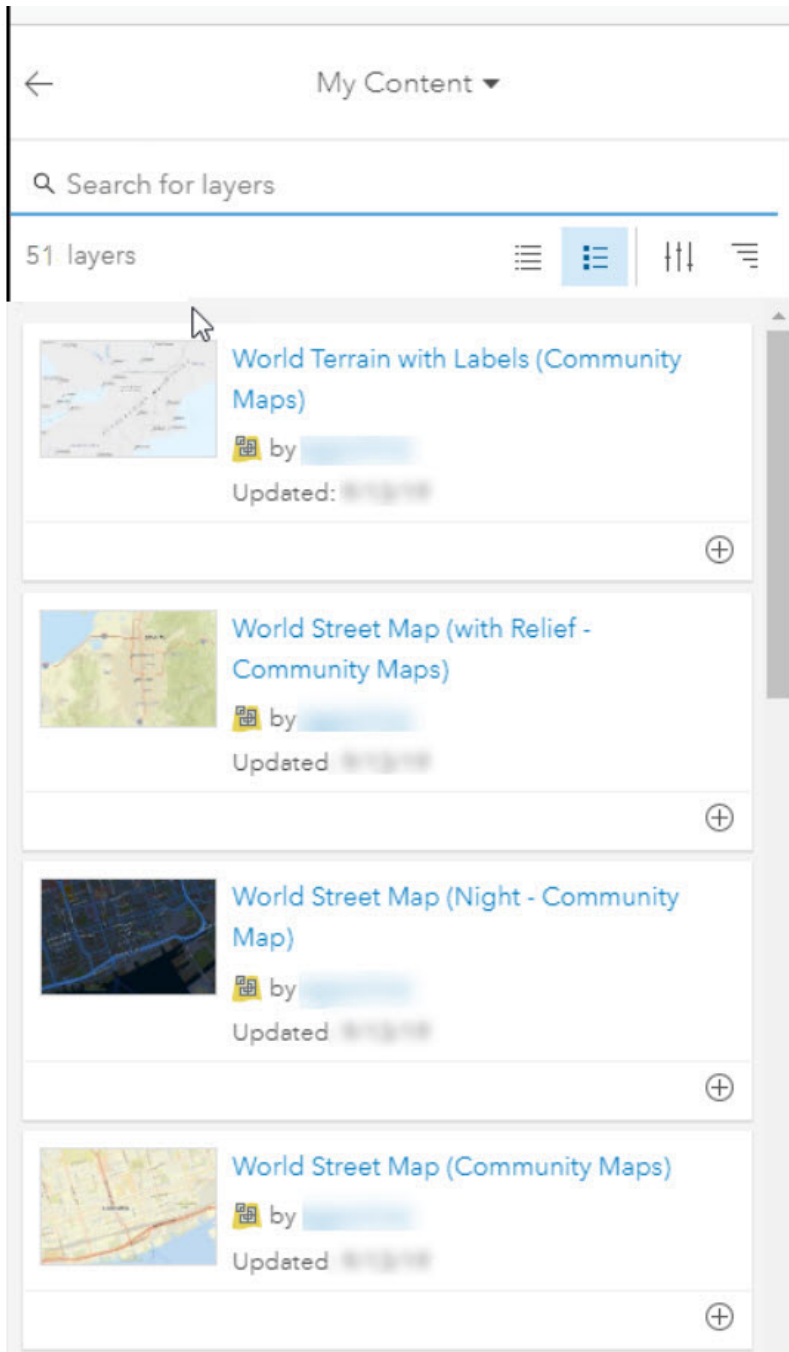 My Content
Search for layers
51 layers
World Terrain with Labels (Community
Maps)
by
Updated:
World Street Map (with Relief -
Community Maps)
by
Updated
World Street Map (Night - Community
Map)
by
Updated
World Street Map (Community Maps)
by
Updated